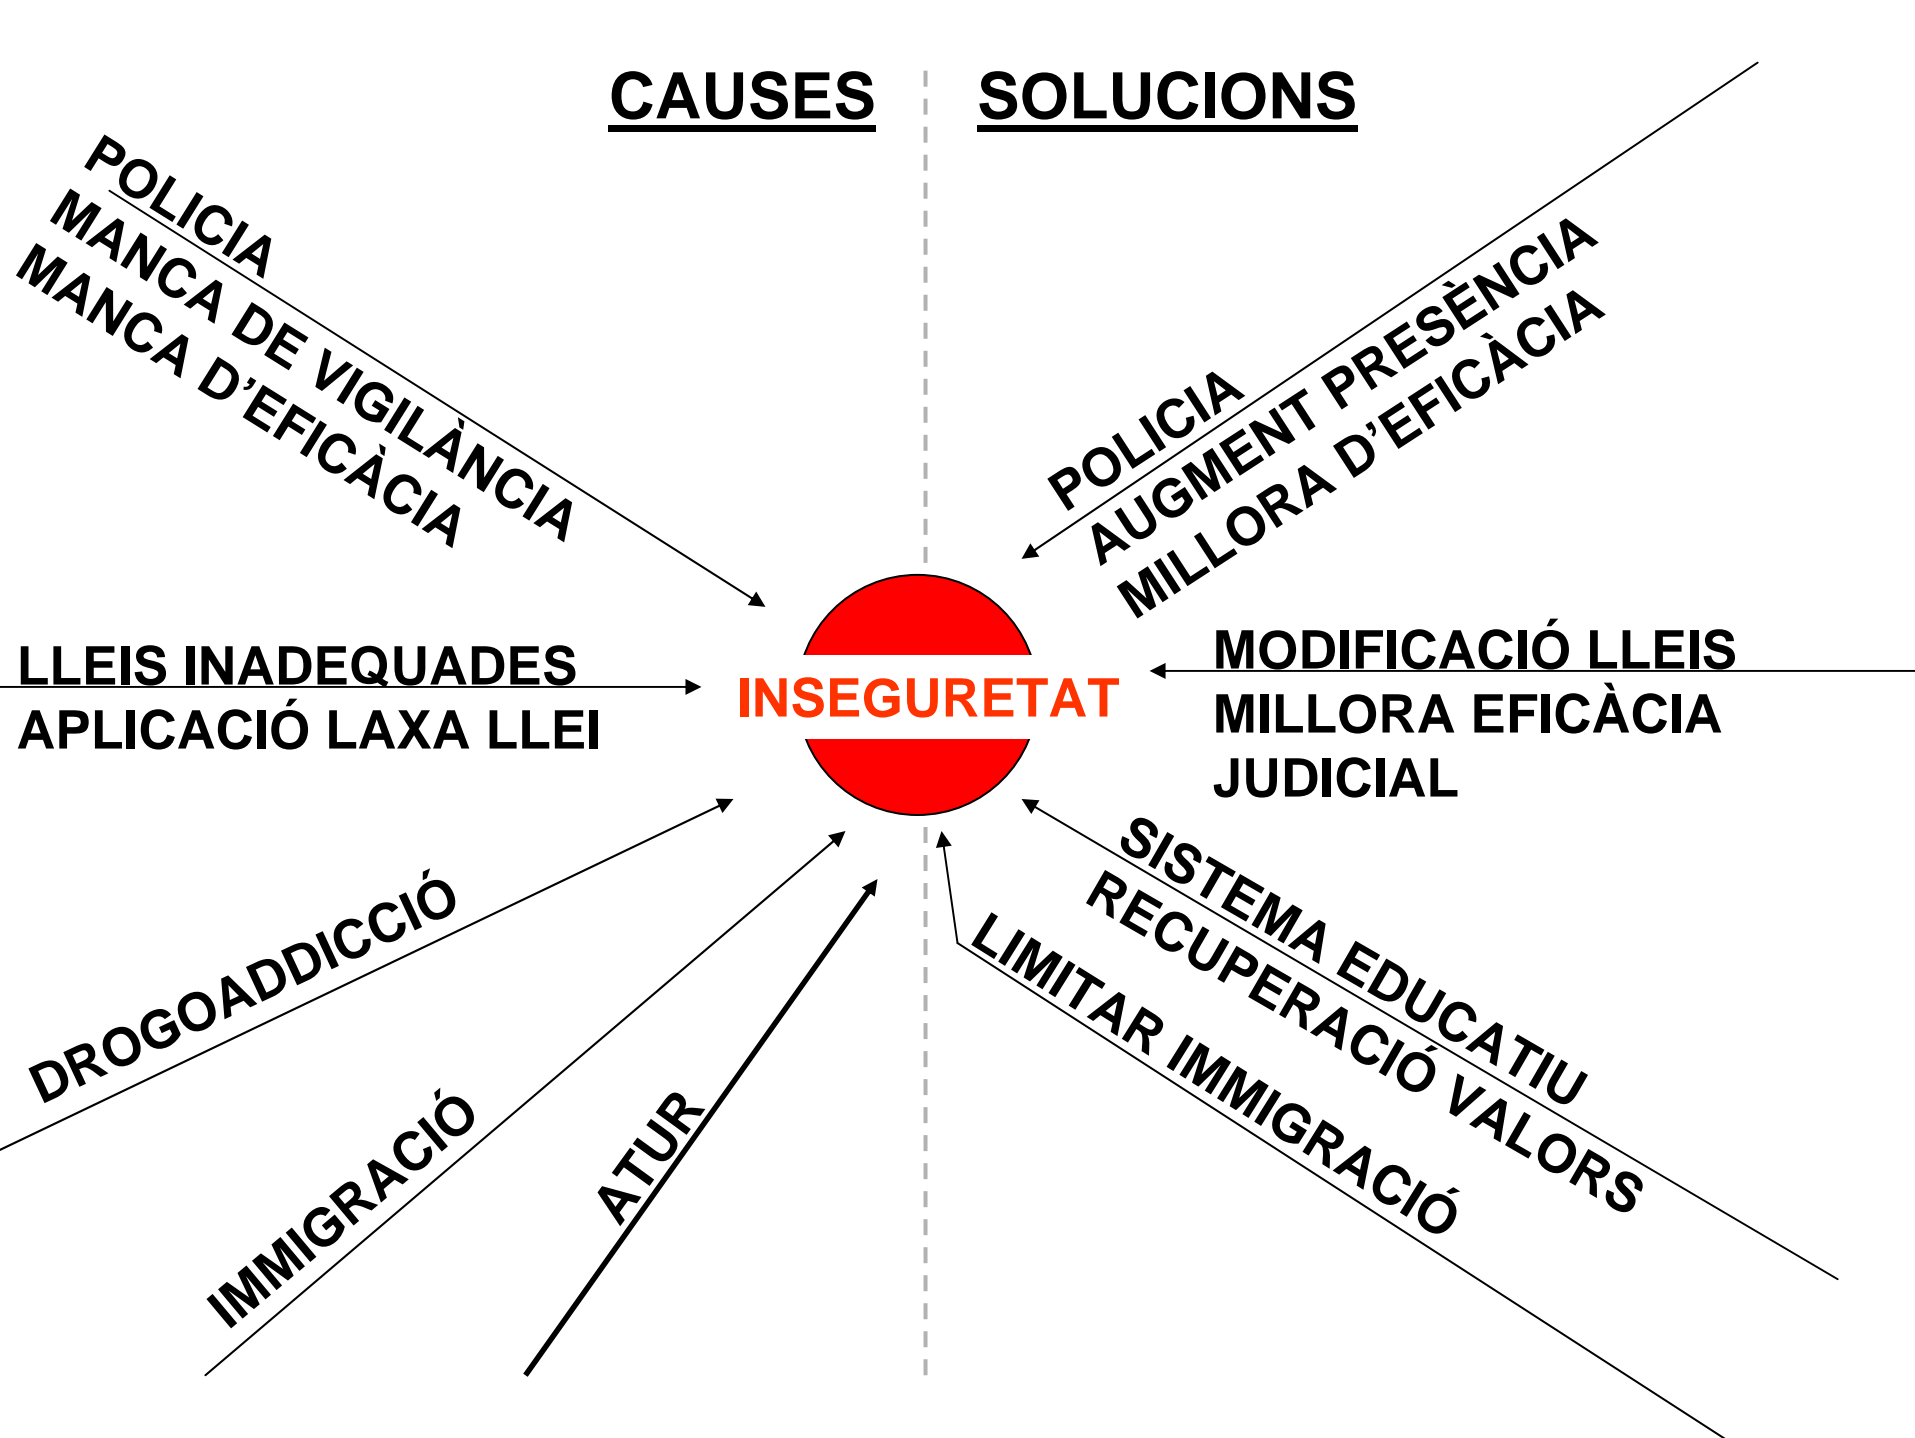 CAUSES
SOLUCIONS
POLICIA
MANCA DE VIGILÀNCIA
MANCA D’EFICÀCIA
LLEIS INADEQUADES
APLICACIÓ LAXA LLEI
DROGOADDICCIÓ
IMMIGRACIÓ
ATUR
INSEGURETAT
POLICIA
AUGMENT PRESÈNCIA
MILLORA D’EFICÀCIA
MODIFICACIÓ LLEIS
MILLORA EFICÀCIA
JUDICIAL
SISTEMA EDUCATIU
RECUPERACIÓ VALORS
LIMITAR IMMIGRACIÓ